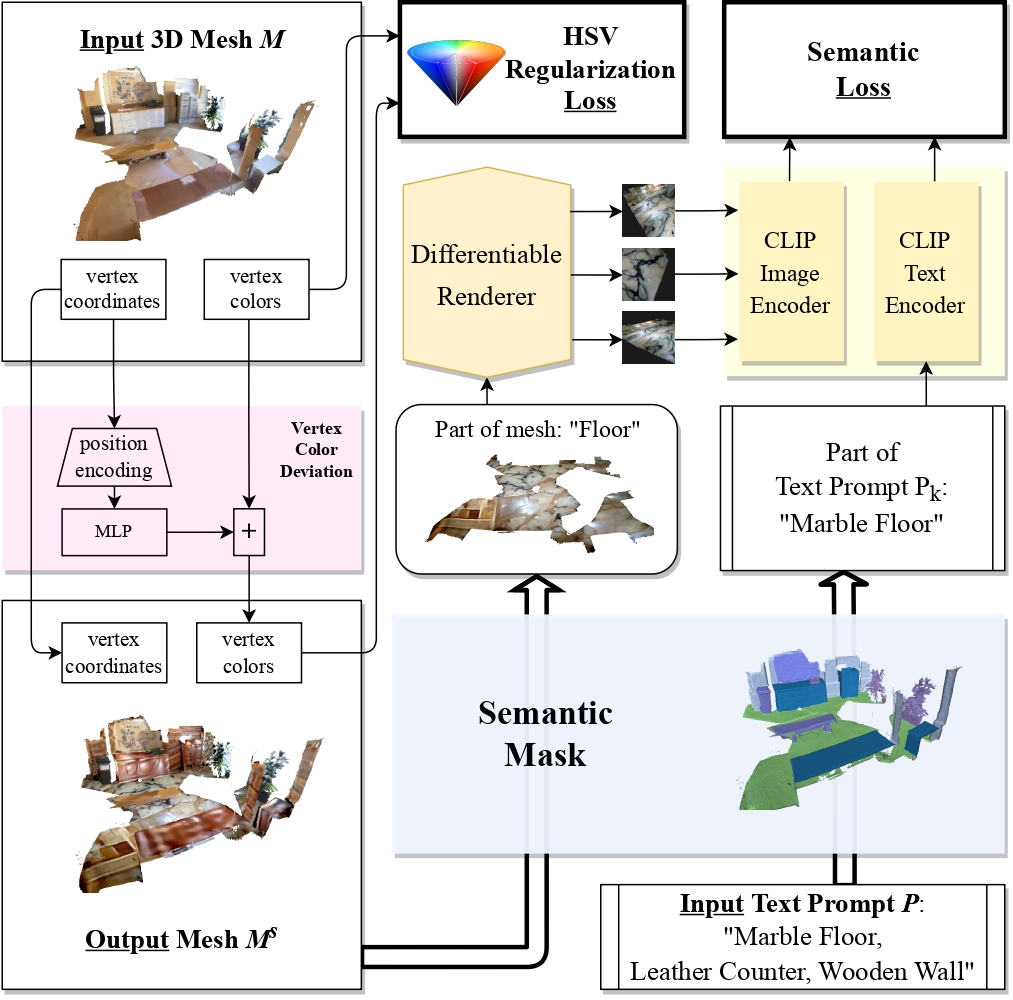 Input 3D Mesh M
vertex
coordinates
vertex
colors
HSV
Regularization
Loss
Semantic
Loss
Differentiable
Renderer
CLIP
Image
Encoder
CLIP
Text
Encoder
Vertex
Color
Deviation
position
encoding
MLP
+
Part of mesh: "Floor"
Part of
Text Prompt Pk:
"Marble Floor"
vertex
coordinates
vertex
colors
Output Mesh Ms
Semantic
Mask
Input Text Prompt P:
"Marble Floor,
Leather Counter, Wooden Wall"